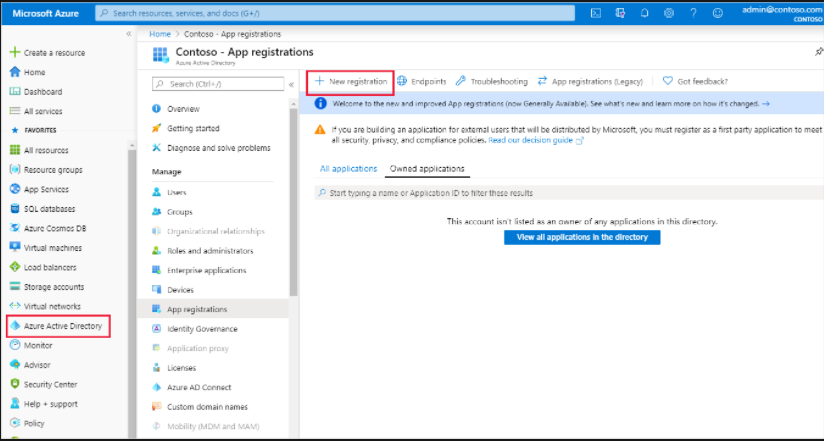 Microsoft Azure
Search resources, services, and docs (G+/)
admin@contoso.com
CONTOSO
Create a resource
Home
Dashboard
All services
FAVORITES
All resources
Resource groups
App Services
SQL databases
Azure Cosmos DB
Virtual machines
Load balancers
Storage accounts
Virtual networks
Azure Active Directory
Monitor
Advisor
Security Center
Help + support
Policy
Home > Contoso - App registrations
Contoso - App registrations
Azure Active Directory
Search (Ctrl+/)
Overview
Getting started
Diagnose and solve problems
Manage
Users
Groups
Organizational relationships
Roles and administrators
Enterprise applications
Devices
App registrations
Identity Governance
Application proxy
Licenses
Azure AD Connect
Custom domain names
Mobility (MDM and MAM)
New registration Endpoints Troubleshooting App registrations (Legacy) Got feedback?
Welcome to the new and improved App registrations (now Generally Available). See what's new and learn more on how it's changed. →
If you are building an application for external users that will be distributed by Microsoft, you must register as a first party application to meet
all security, privacy, and compliance policies. Read our decision guide
All applications Owned applications
Start typing a name or Application ID to filter these results
This account isn't listed as an owner of any applications in this directory.
View all applications in the directory